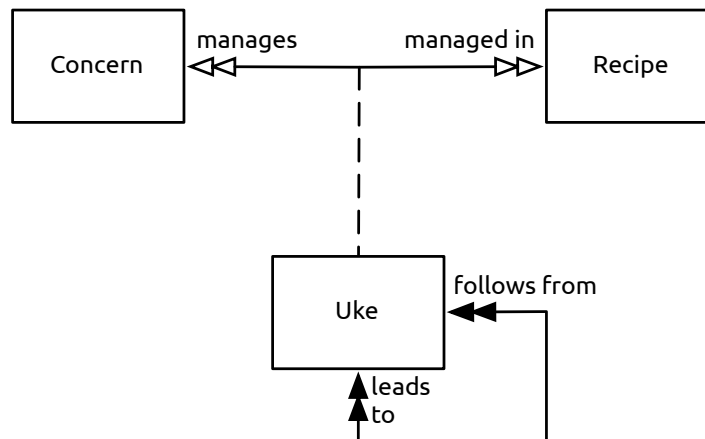 manages
managed in
Concern
Recipe
follows from
Uke
leads
to